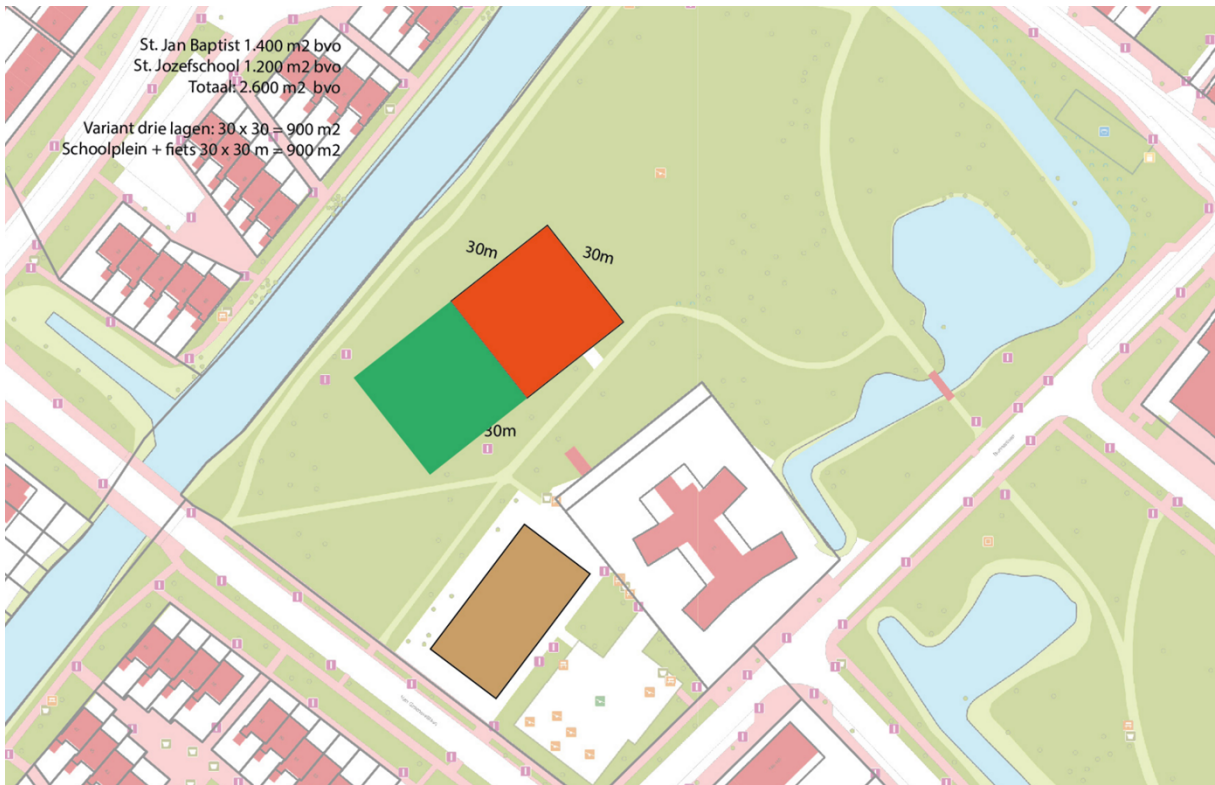 St. Jan Baptist 1.400 m2 bvo
St. Jozefschool 1.200 m2 bvo
Totaal: 2.600 m2 bvo
Variant drie lagen: 30 x 30 = 900 m2
Schoolplein + fiets 30 x 30 m = 900 m2
30m
30m
30m